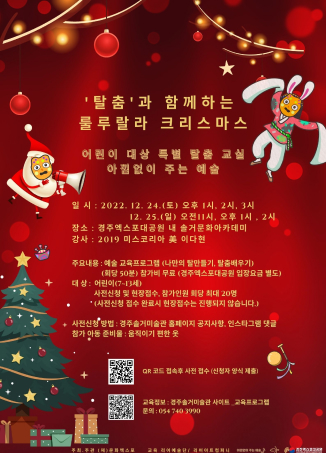 '탈춤'과 함께하는
룰루랄라 크리스마스
어린이 대상 특별 탈춤 교실
아낌없이 주는 예술
일 시 : 2022. 12. 24.(토) 오후 1시, 2시, 3시
12. 25.(일) 오전11시, 오후 1시 , 2시
장소 : 경주엑스포대공원 내 솔거문화아카데미
강사 : 2019 미스코리아 美 이다현
주요내용 : 예술 교육프로그램 (나만의 탈만들기, 탈춤배우기)
(회당 50분) 참가비 무료 (경주엑스포대공원 입장요금 별도)
대 상 : 어린이(7~13세)
사전신청 및 현장접수, 참가인원 회당 최대 20명
(사전신청 접수 완료시 현장접수는 진행되지 않습니다.)
사전신청 방법 : 경주솔거미술관 홈페이지 공지사항, 인스타그램 댓글
참가 아동 준비물 : 움직이기 편한 옷
QR 코드 접속후 사전 접수 (신청자 양식 제출)
교육정보 : 경주솔거미술관 사이트 _교육프로그램
문의 : 054 740 3990
주최.주관 (재)문화엑스포